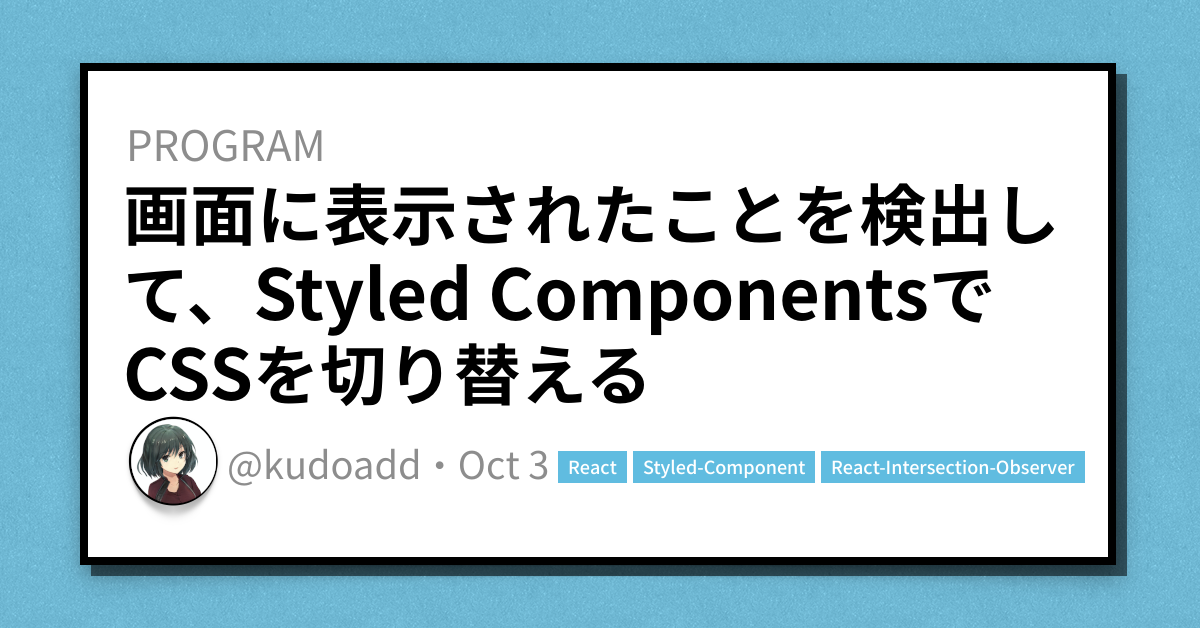 PROGRAM
画面に表示されたことを検出し
て、Styled Componentsで
CSSを切り替える
@kudoadd・Oct 3 React Styled-Component React-Intersection-Observer